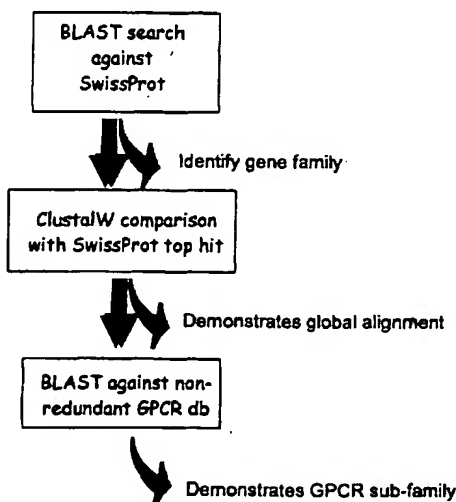 BLAST search
against
SwissProt
Identify gene family
ClustalW comparison
with SwissProt top hit
Demonstrates global alignment
BLAST against non-
redundant GPCR db
Demonstrates GPCR sub-family